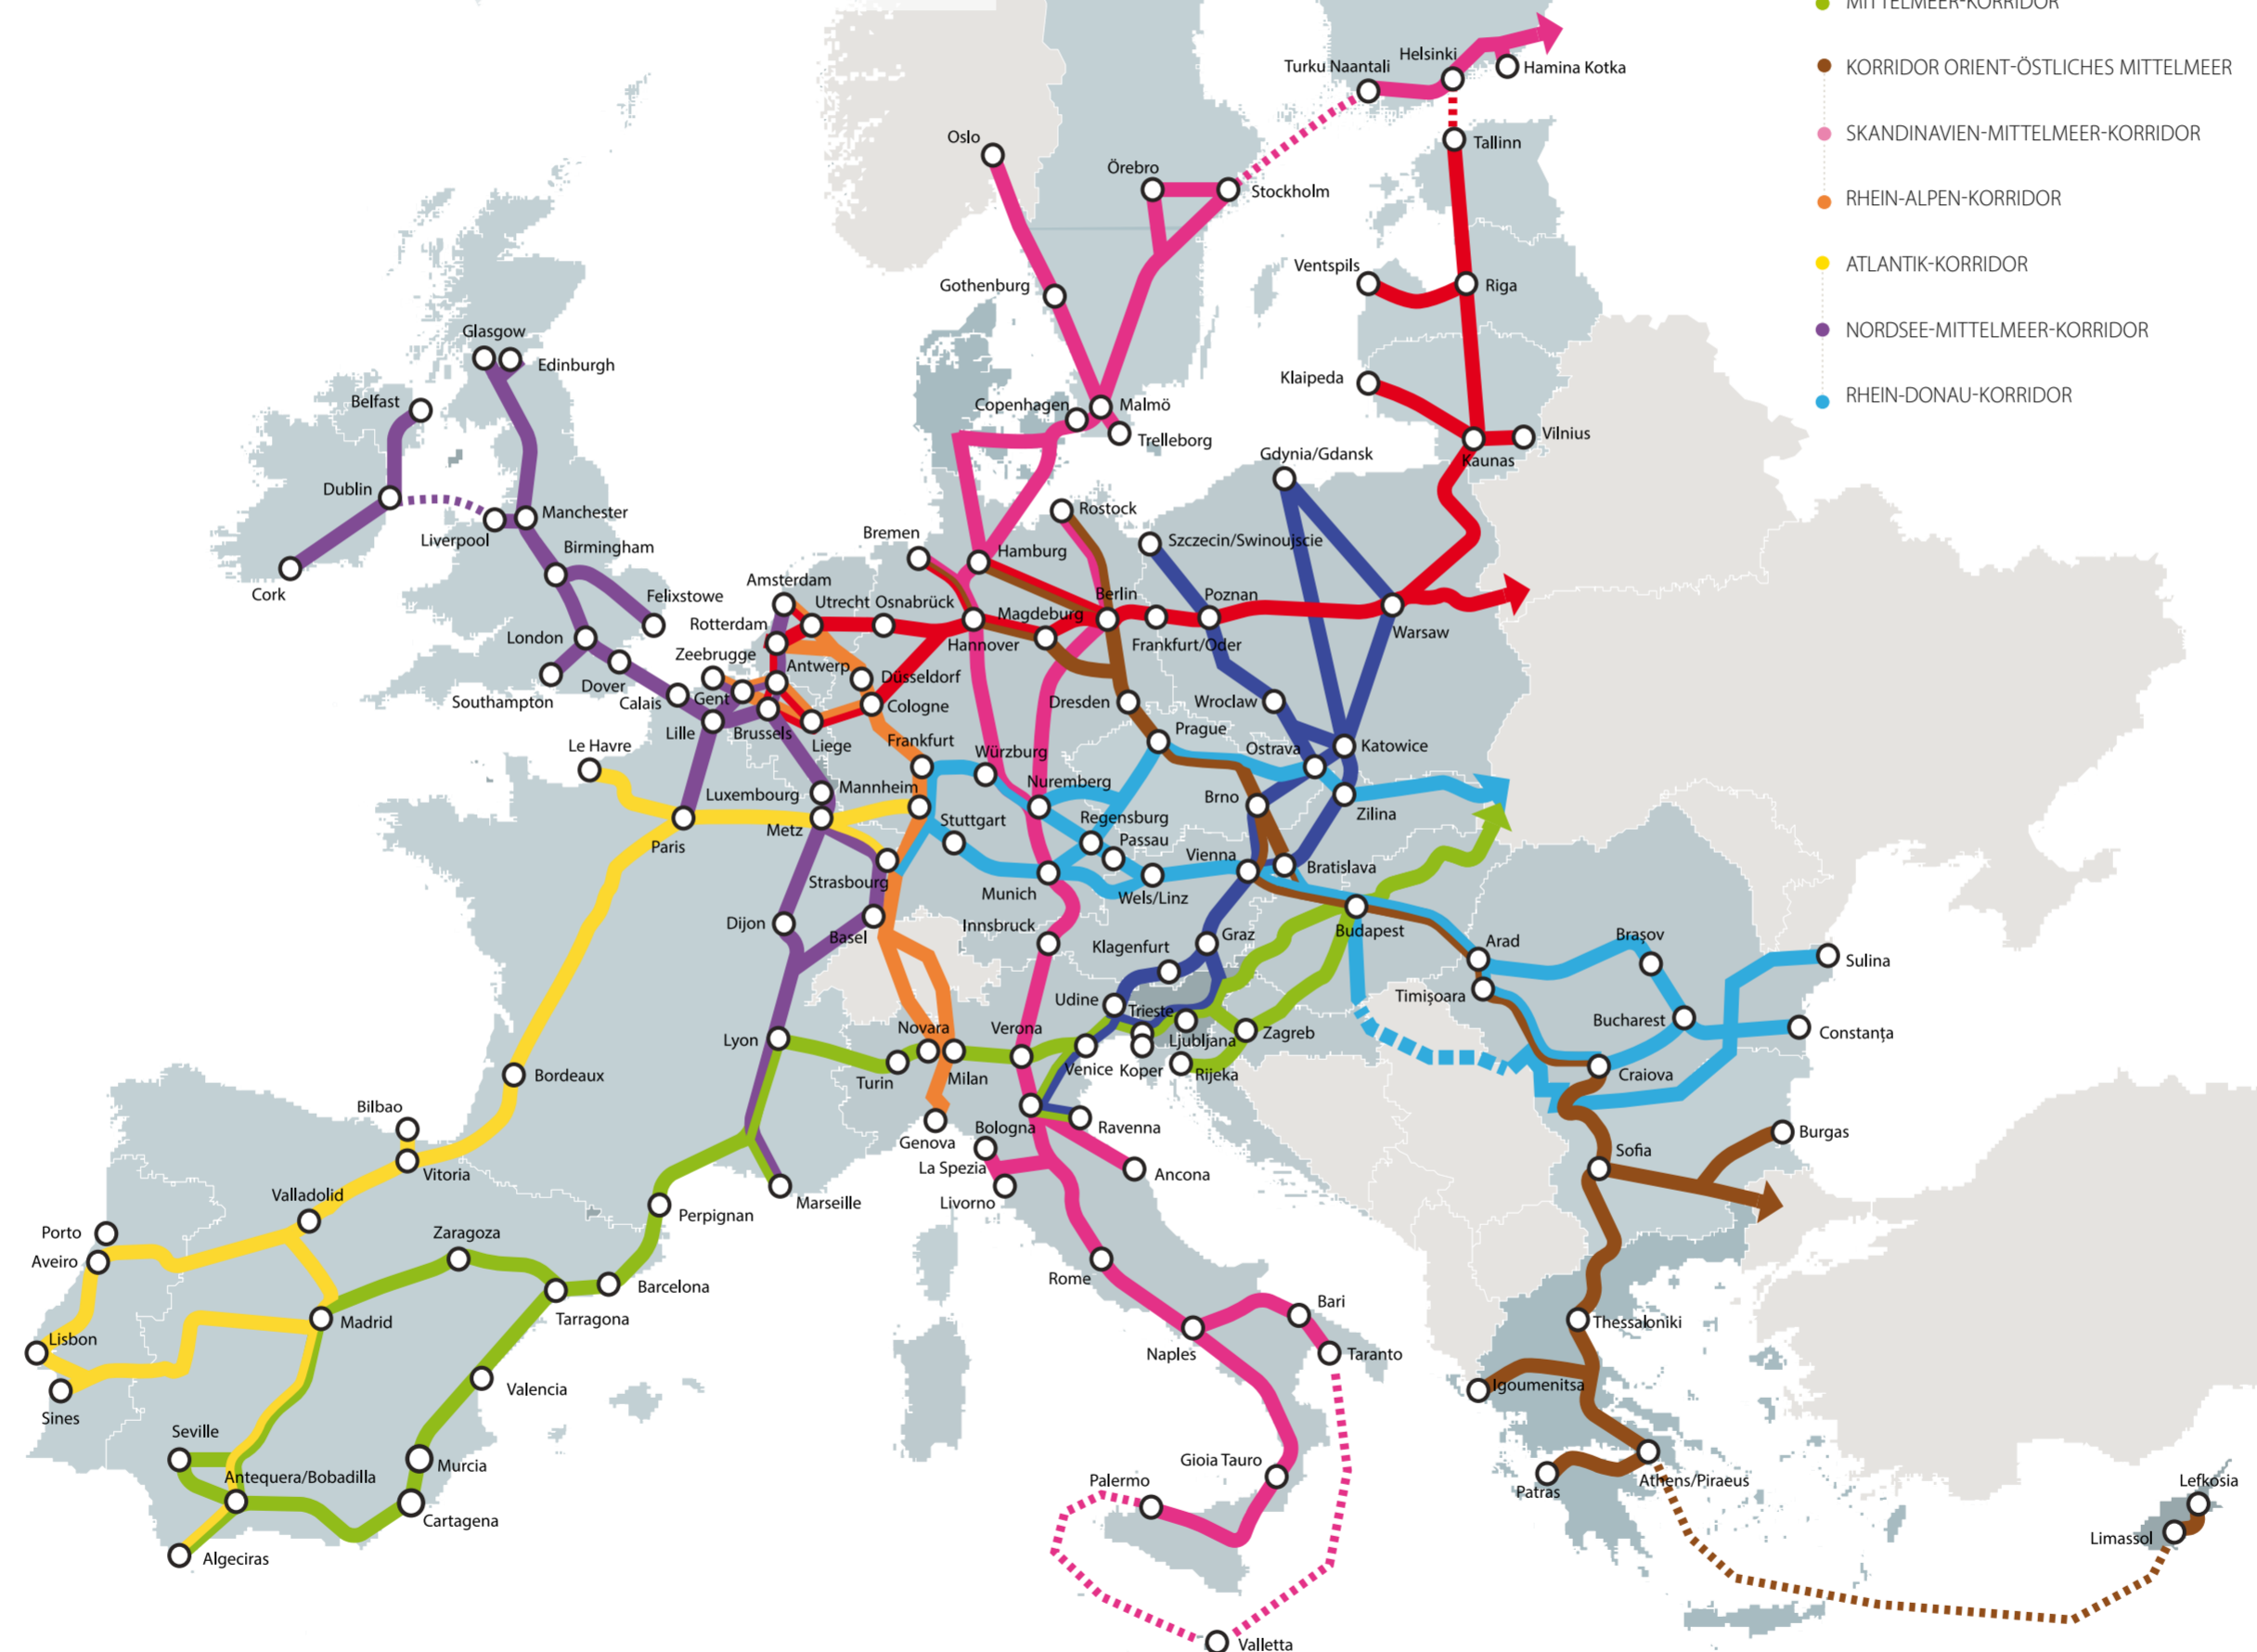 MITTELMEER-KORRIDOR
KORRIDOR ORIENT-ÖSTLICHES MITTELMEER
SKANDINAVIEN-MITTELMEER-KORRIDOR
RHEIN-ALPEN-KORRIDOR
ATLANTIK-KORRIDOR
NORDSEE-MITTELMEER-KORRIDOR
RHEIN-DONAU-KORRIDOR
Helsinki
Turku Naantali
Hamina Kotka
Oslo
Tallinn
Örebro
Stockholm
Ventspils
Riga
Gothenburg
Glasgow
Edinburgh
Klaipeda
Belfast
Copenhagen
Malmö
Trelleborg
Vilnius
Kaunas
Gdynia/Gdansk
Dublin
Manchester
Liverpool
Rostock
Bremen
Hamburg
Szczecin/Swinoujscie
Birmingham
Cork
Amsterdam
Felixstowe
Utrecht
Osnabrück
Magdeburg
Berlin
Poznan
Rotterdam
London
Hannover
Frankfurt/Oder
Warsaw
Zeebrugge
Antwerp
Düsseldorf
Southampton
Dover
Calais
Gent
Cologne
Dresden
Wroclaw
Lille
Brussels
Liege
Frankfurt
Würzburg
Prague
Ostrava
Katowice
Le Havre
Luxembourg
Mannheim
Nuremberg
Brno
Zilina
Metz
Stuttgart
Regensburg
Passau
Paris
Vienna
Bratislava
Strasbourg
Munich
Wels/Linz
Dijon
Basel
Innsbruck
Klagenfurt
Graz
Budapest
Arad
Braşov
Sulina
Udine
Trieste
Timişoara
Bucharest
Constanţa
Lyon
Novara
Verona
Ljubljana
Zagreb
Turin
Milan
Venice
Koper
Rijeka
Craiova
Bordeaux
Bilbao
Genova
Bologna
Ravenna
Burgas
Vitoria
La Spezia
Ancona
Sofia
Valladolid
Livorno
Marseille
Perpignan
Porto
Aveiro
Zaragoza
Rome
Barcelona
Tarragona
Madrid
Bari
Thessaloniki
Lisbon
Naples
Taranto
Igoumenitsa
Valencia
Sines
Seville
Murcia
Antequera/Bobadilla
Gioia Tauro
Palermo
Athens/Piraeus
Patras
Lefkosia
Cartagena
Limassol
Algeciras
Valletta